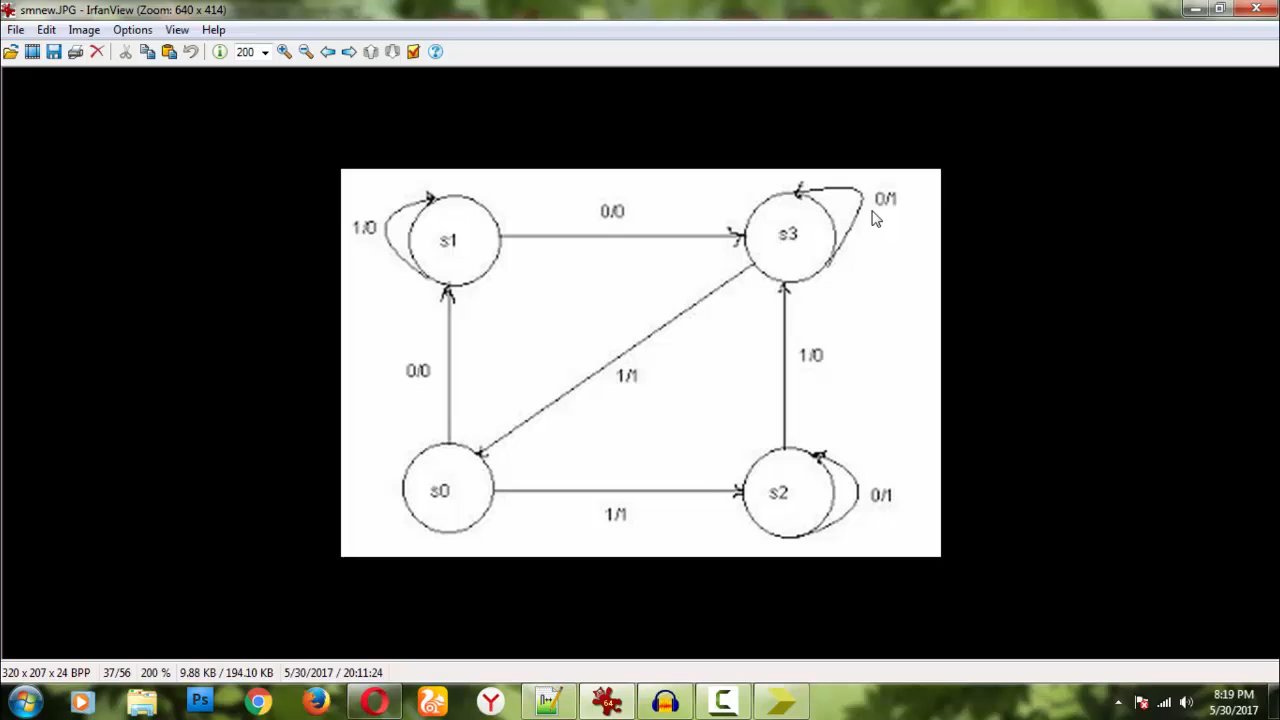 smnew.JPG - IrfanView (Zoom: 640 x 414)
File Edit Image Options View Help
200
0/1
0/0
1/0
s3
s1
1/0
0/0
1/1
s0
s2
0/1
1/1
320 x 207 x 24 BPP 37/56 200 % 9.88 KB / 194.10 KB 5/30/2017 / 20:11:24
Ps Y 64 C
8:19 PM
5/30/2017